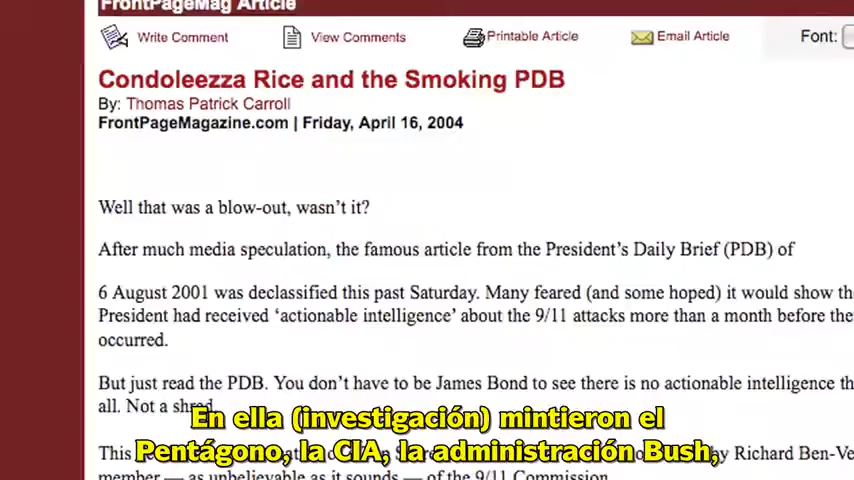 FrontPageMag Article
Write Comment View Comments Printable Article Email Article Font:
Condoleezza Rice and the Smoking PDB
By: Thomas Patrick Carroll
FrontPageMagazine.com | Friday, April 16, 2004
Well that was a blow-out, wasn't it?
After much media speculation, the famous article from the President's Daily Brief (PDB) of
6 August 2001 was declassified this past Saturday. Many feared (and some hoped) it would show
President had received 'actionable intelligence' about the 9/11 attacks more than a month before
occurred.
But just read the PDB. You don't have to be James Bond to see there is no actionable intelligence
all. Not a shred.
En ella (investigación) mintieron el
Pentágono, la CIA, la administración Bush,
This by Richard
member — as unbelievable as it sounds — of the 9/11 Commission